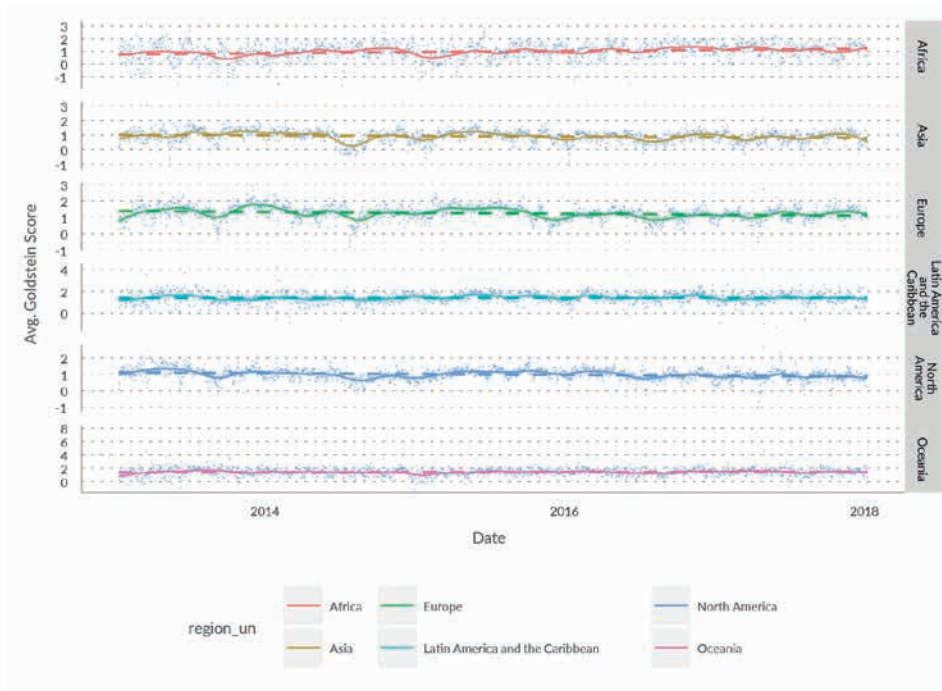 Avg. Goldstein Score
3
2
1
0
-1
Africa
3
2
1
0
-1
Asia
3
2
1
0
-1
Europe
4
2
0
Latin America
and the
Caribbean
2
1
0
-1
North
America
8
6
4
2
0
Oceania
2014
2016
2018
Date
region_un
Africa
Europe
North America
Asia
Latin America and the Caribbean
Oceania